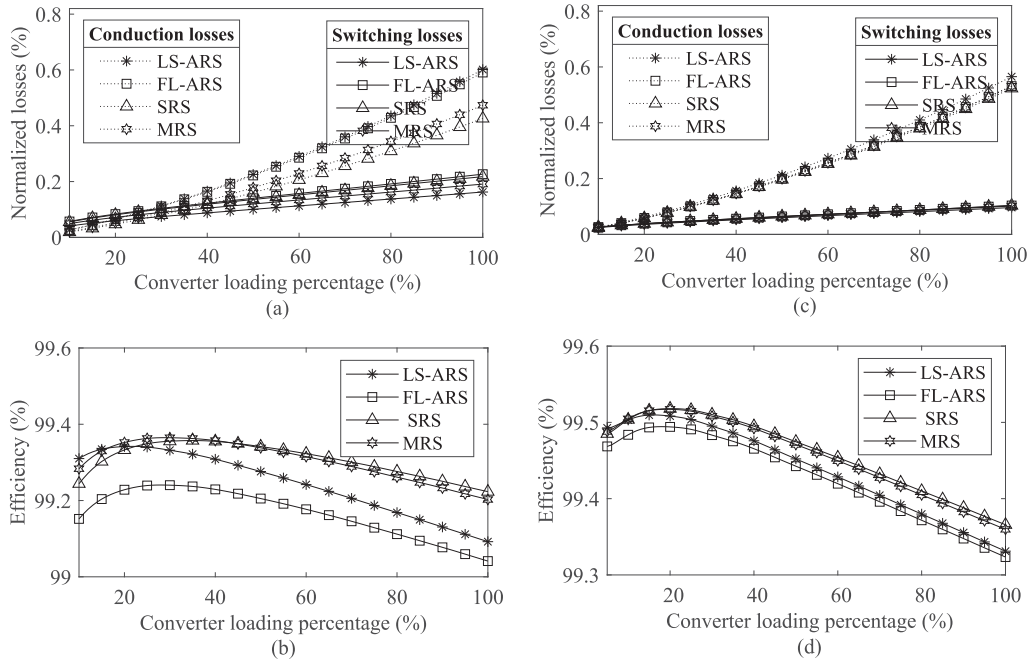 0.8
0.6
0.4
0.2
0
Normalized losses (%)
Conduction losses
LS-ARS
FL-ARS
SRS
MRS
Switching losses
LS-ARS
FL-ARS
SRS
MRS
20 40 60 80 100
Converter loading percentage (%)
(a)
0.8
0.6
0.4
0.2
0
Normalized losses (%)
Conduction losses
LS-ARS
FL-ARS
SRS
MRS
Switching losses
LS-ARS
FL-ARS
SRS
MRS
20 40 60 80 100
Converter loading percentage (%)
(c)
99.6
99.4
99.2
99
Efficiency (%)
LS-ARS
FL-ARS
SRS
MRS
20 40 60 80 100
Converter loading percentage (%)
(b)
99.6
99.5
99.4
99.3
Efficiency (%)
LS-ARS
FL-ARS
SRS
MRS
20 40 60 80 100
Converter loading percentage (%)
(d)